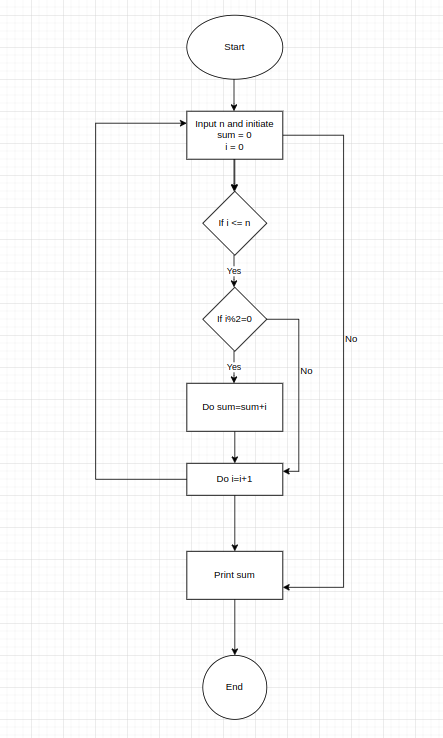 Start
Input n and initiate
sum = 0
i = 0
If i <= n
Yes
If i%2=0
No
Yes
No
Do sum=sum+i
Do i=i+1
Print sum
End